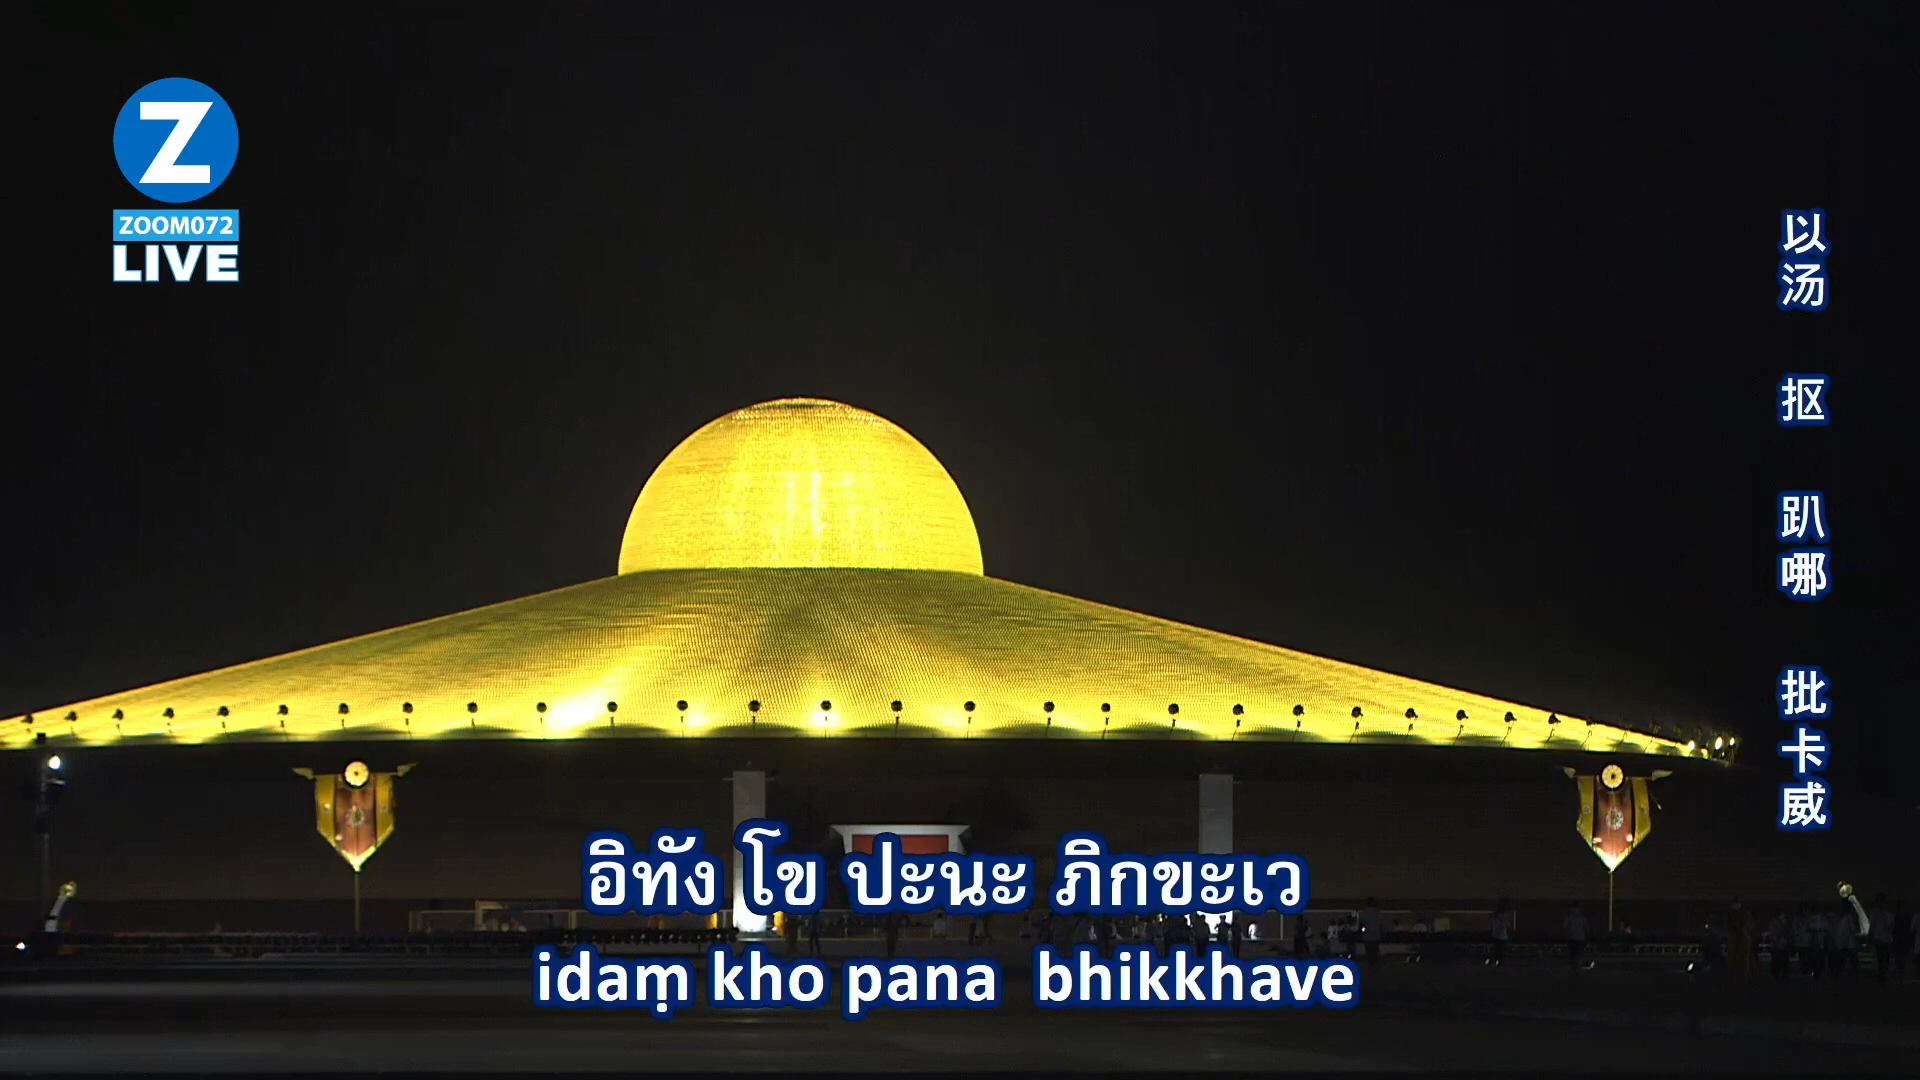 Z
ZOOM072
LIVE
以汤 抠 趴哪 批卡威
อิทัง โข ปะนะ ภิกขะเว
idaṃ kho pana bhikkhave